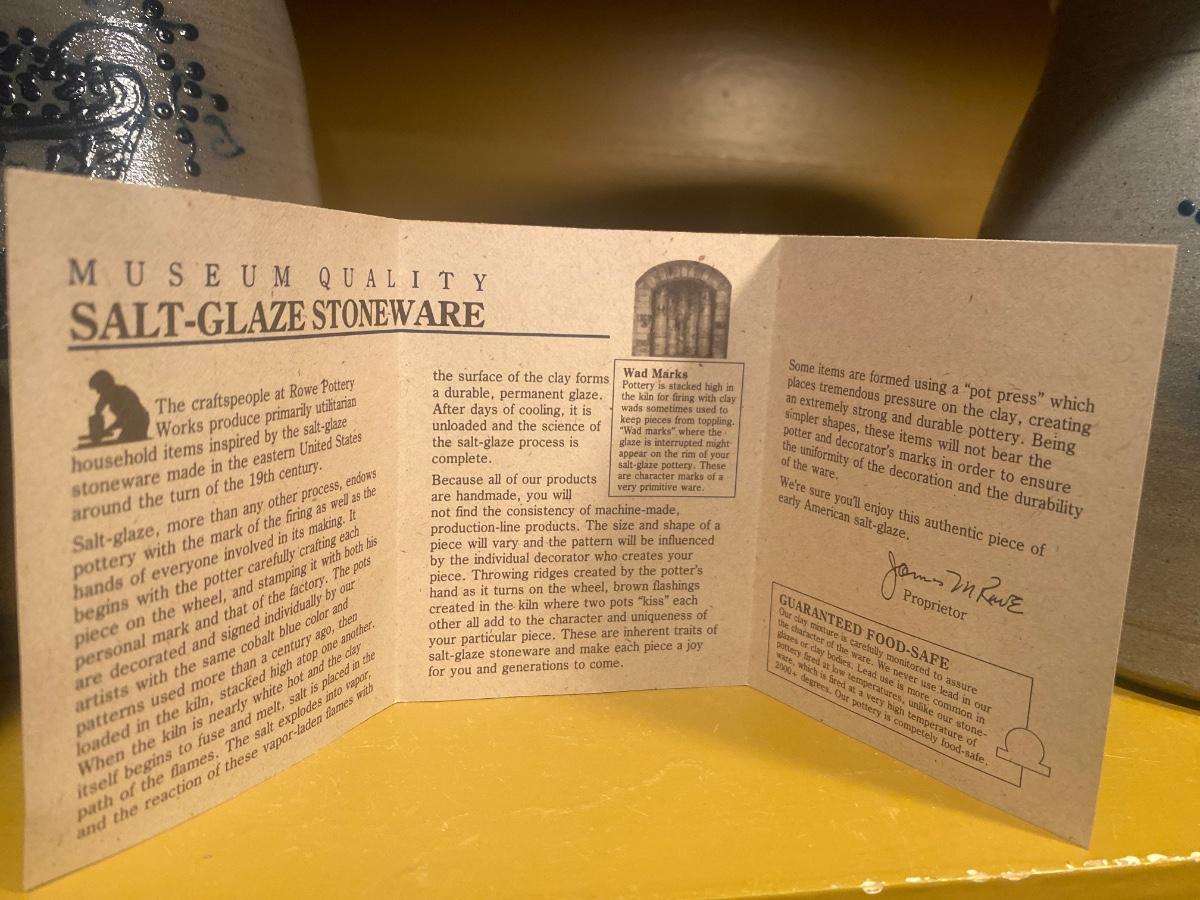 MUSEUM QUALITY
SALT-GLAZE STONEWARE
The craftspeople at Rowe Pottery
Works produce primarily utilitarian
household items inspired by the salt-glaze
stoneware made in the eastern United States
around the turn of the 19th century.
Salt-glaze, more than any other process, endows
pottery with the mark of the firing as well as the
hands of everyone involved in its making. It
begins with the potter carefully crafting each
piece on the wheel, and stamping it with both his
personal mark and that of the factory. The pots
are decorated and signed individually by our
artists with the same cobalt blue color and
patterns used more than a century ago, then
loaded in the kiln, stacked high atop one another.
When the kiln is nearly white hot and the clay
itself begins to fuse and melt, salt is placed in the
path of the flames. The salt explodes into vapor,
and the reaction of these vapor-laden flames with
the surface of the clay forms
a durable, permanent glaze.
After days of cooling, it is
unloaded and the science of
the salt-glaze process is
complete.
Because all of our products
are handmade, you will
not find the consistency of machine-made,
production-line products. The size and shape of a
piece will vary and the pattern will be influenced
by the individual decorator who creates your
piece. Throwing ridges created by the potter's
hand as it turns on the wheel, brown flashings
created in the kiln where two pots "kiss" each
other all add to the character and uniqueness of
your particular piece. These are inherent traits of
salt-glaze stoneware and make each piece a joy
for you and generations to come.
Wad Marks
Pottery is stacked high in
the kiln for firing with clay
wads sometimes used to
keep pieces from toppling.
"Wad marks" where the
glaze is interrupted might
appear on the rim of your
salt-glaze pottery. These
are character marks of a
very primitive ware.
Some items are formed using a "pot press" which
places tremendous pressure on the clay, creating
an extremely strong and durable pottery. Being
simpler shapes, these items will not bear the
potter and decorator's marks in order to ensure
the uniformity of the decoration and the durability
of the ware.
We're sure you'll enjoy this authentic piece of
early American salt-glaze.
James M Rowe
Proprietor
GUARANTEED FOOD-SAFE
Our clay mixture is carefully monitored to assure
the character of the ware. We never use lead in our
glazes or clay bodies. Lead use is more common in
pottery fired at low temperatures, unlike our stone-
ware, which is fired at a very high temperature of
2000+ degrees. Our pottery is competely food-safe.